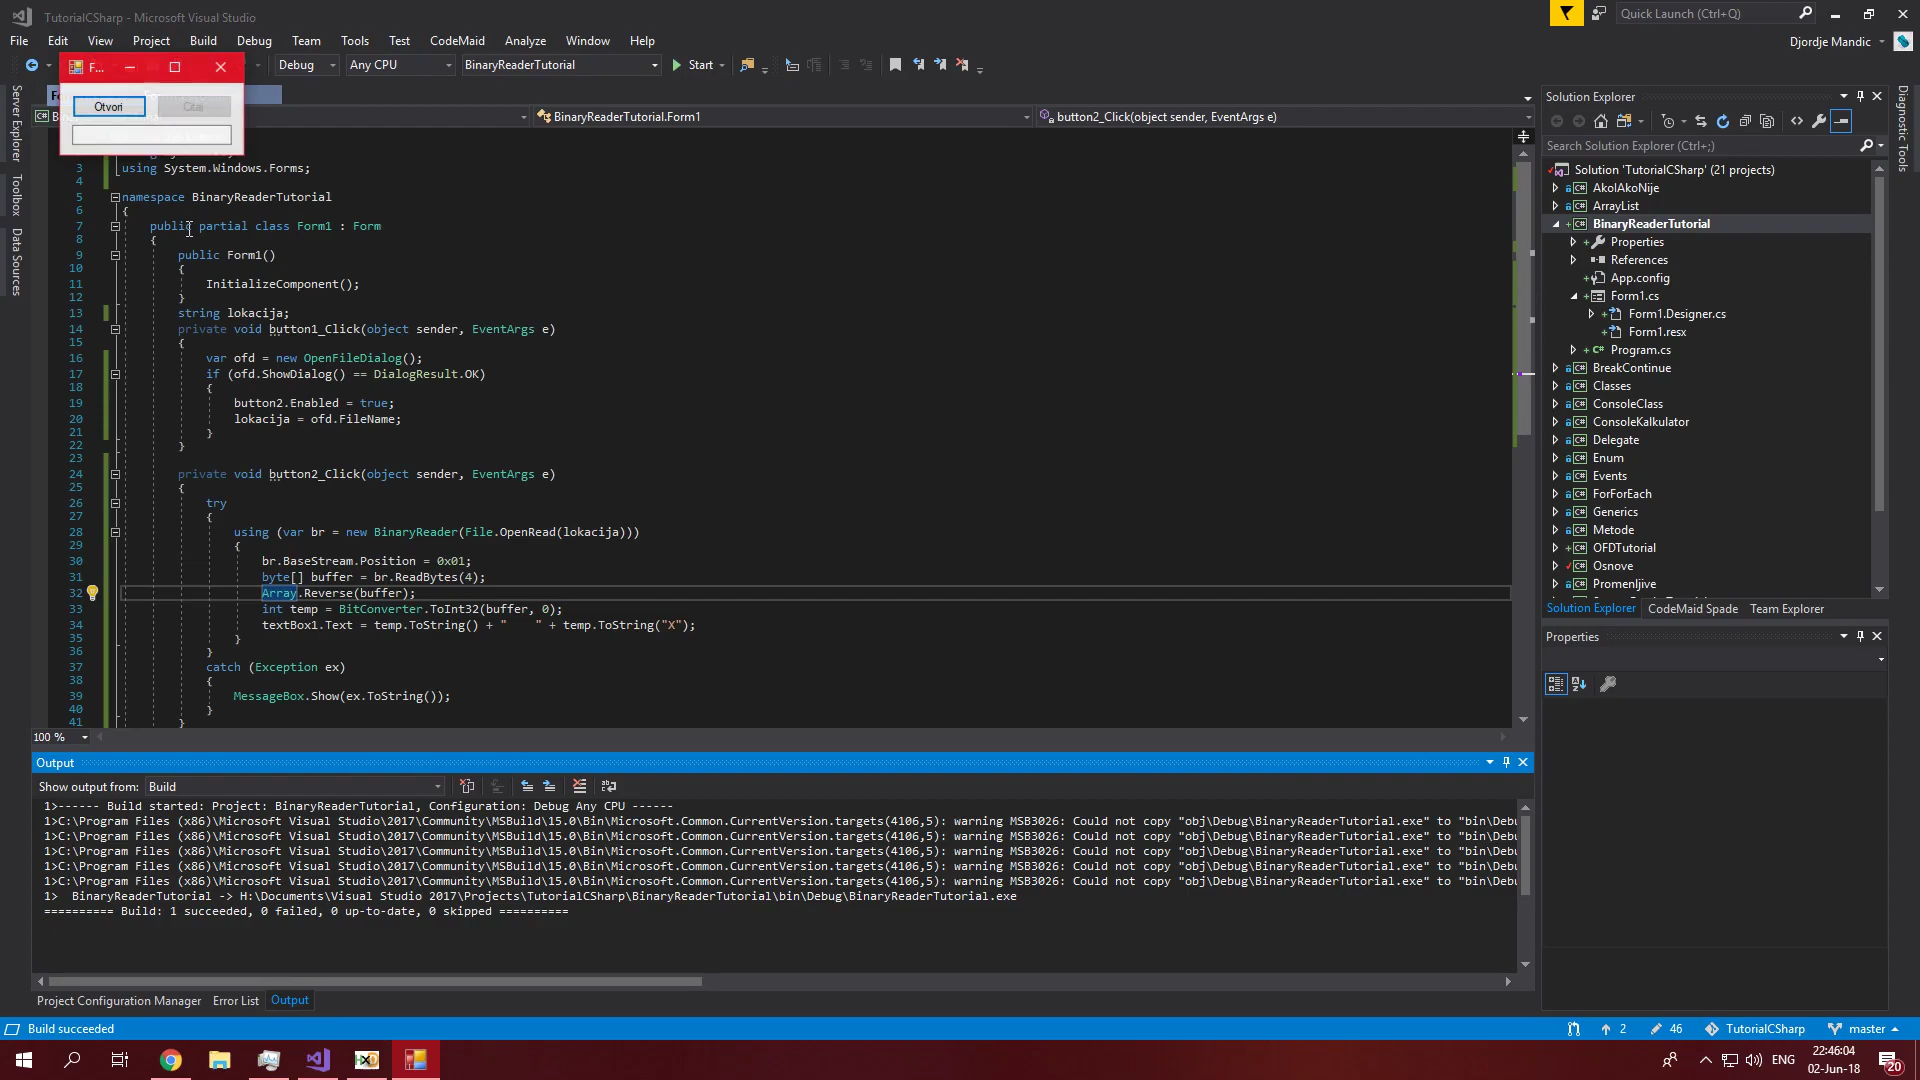 TutorialCSharp - Microsoft Visual Studio
Quick Launch (Ctrl+Q)
File Edit View Project Build Debug Team Tools Test CodeMaid Analyze Window Help
Djordje Mandic
Debug Any CPU BinaryReaderTutorial Start
F...
Otvori Citaj
BinaryReaderTutorial.Form1
button2_Click(object sender, EventArgs e)
Server Explorer
Toolbox
Data Sources
3 using System.Windows.Forms;
4
5 namespace BinaryReaderTutorial
6 {
7 public partial class Form1 : Form
8 {
9 public Form1()
10 {
11 InitializeComponent();
12 }
13 string lokacija;
14 private void button1_Click(object sender, EventArgs e)
15 {
16 var ofd = new OpenFileDialog();
17 if (ofd.ShowDialog() == DialogResult.OK)
18 {
19 button2.Enabled = true;
20 lokacija = ofd.FileName;
21 }
22 }
23
24 private void button2_Click(object sender, EventArgs e)
25 {
26 try
27 {
28 using (var br = new BinaryReader(File.OpenRead(lokacija)))
29 {
30 br.BaseStream.Position = 0x01;
31 byte[] buffer = br.ReadBytes(4);
32 Array.Reverse(buffer);
33 int temp = BitConverter.ToInt32(buffer, 0);
34 textBox1.Text = temp.ToString() + "    " + temp.ToString("X");
35 }
36 }
37 catch (Exception ex)
38 {
39 MessageBox.Show(ex.ToString());
40 }
41 }
100 %
Output
Show output from: Build
1>------ Build started: Project: BinaryReaderTutorial, Configuration: Debug Any CPU ------
1>C:\Program Files (x86)\Microsoft Visual Studio\2017\Community\MSBuild\15.0\Bin\Microsoft.Common.CurrentVersion.targets(4106,5): warning MSB3026: Could not copy "obj\Debug\BinaryReaderTutorial.exe" to "bin\Debu
1>C:\Program Files (x86)\Microsoft Visual Studio\2017\Community\MSBuild\15.0\Bin\Microsoft.Common.CurrentVersion.targets(4106,5): warning MSB3026: Could not copy "obj\Debug\BinaryReaderTutorial.exe" to "bin\Debu
1>C:\Program Files (x86)\Microsoft Visual Studio\2017\Community\MSBuild\15.0\Bin\Microsoft.Common.CurrentVersion.targets(4106,5): warning MSB3026: Could not copy "obj\Debug\BinaryReaderTutorial.exe" to "bin\Debu
1>C:\Program Files (x86)\Microsoft Visual Studio\2017\Community\MSBuild\15.0\Bin\Microsoft.Common.CurrentVersion.targets(4106,5): warning MSB3026: Could not copy "obj\Debug\BinaryReaderTutorial.exe" to "bin\Debu
1>C:\Program Files (x86)\Microsoft Visual Studio\2017\Community\MSBuild\15.0\Bin\Microsoft.Common.CurrentVersion.targets(4106,5): warning MSB3026: Could not copy "obj\Debug\BinaryReaderTutorial.exe" to "bin\Debu
1> BinaryReaderTutorial -> H:\Documents\Visual Studio 2017\Projects\TutorialCSharp\BinaryReaderTutorial\bin\Debug\BinaryReaderTutorial.exe
========== Build: 1 succeeded, 0 failed, 0 up-to-date, 0 skipped ==========
Project Configuration Manager Error List Output
Solution Explorer
Search Solution Explorer (Ctrl+;)
Solution 'TutorialCSharp' (21 projects)
AkoIAkoNije
ArrayList
BinaryReaderTutorial
Properties
References
App.config
Form1.cs
Form1.Designer.cs
Form1.resx
Program.cs
BreakContinue
Classes
ConsoleClass
ConsoleKalkulator
Delegate
Enum
Events
ForForEach
Generics
Metode
OFDTutorial
Osnove
Promenljive
Solution Explorer CodeMaid Spade Team Explorer
Properties
Diagnostic Tools
Build succeeded
2 46 TutorialCSharp master
ENG
22:46:04
02-Jun-18
20